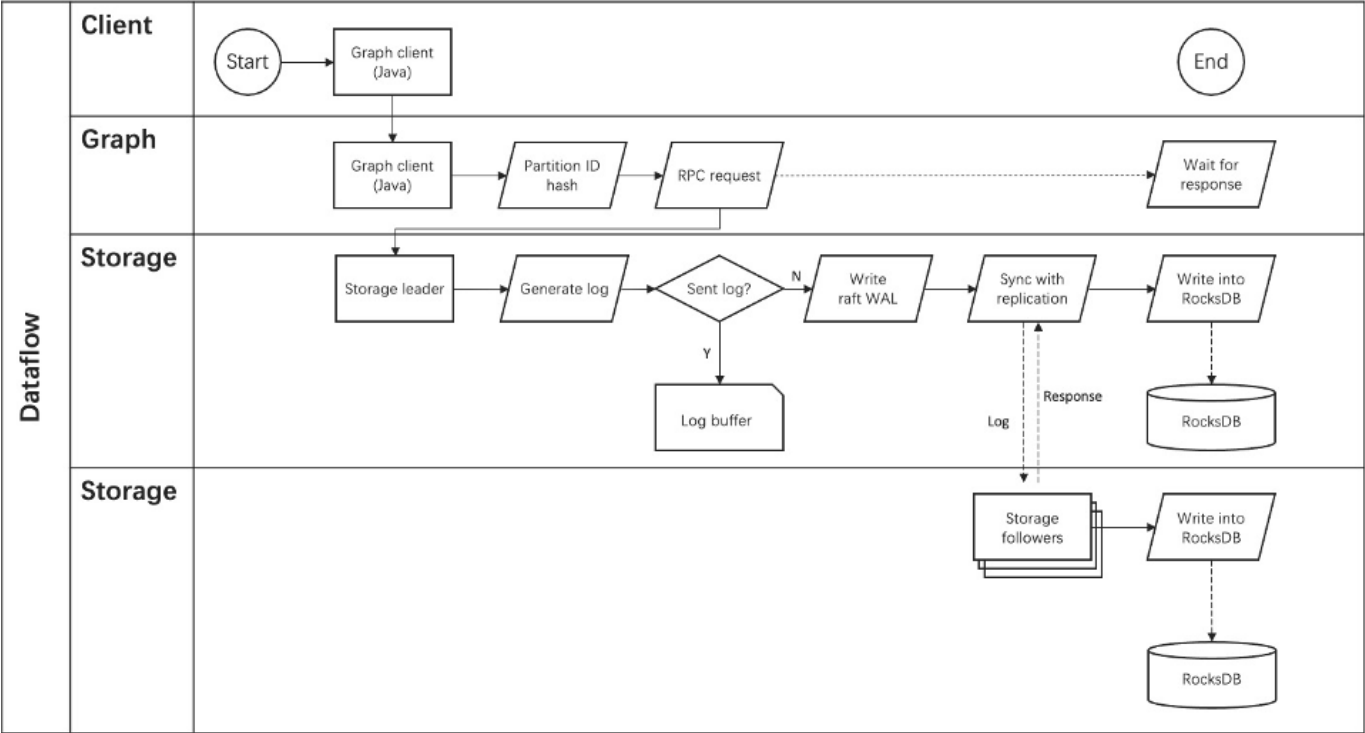 Dataflow
Client
Start
Graph client
(Java)
End
Graph
Graph client
(Java)
Partition ID
hash
RPC request
Wait for
response
Storage
Storage leader
Generate log
Sent log?
N
Write
raft WAL
Sync with
replication
Write into
RocksDB
Y
Log buffer
Log
Response
RocksDB
Storage
Storage
followers
Write into
RocksDB
RocksDB